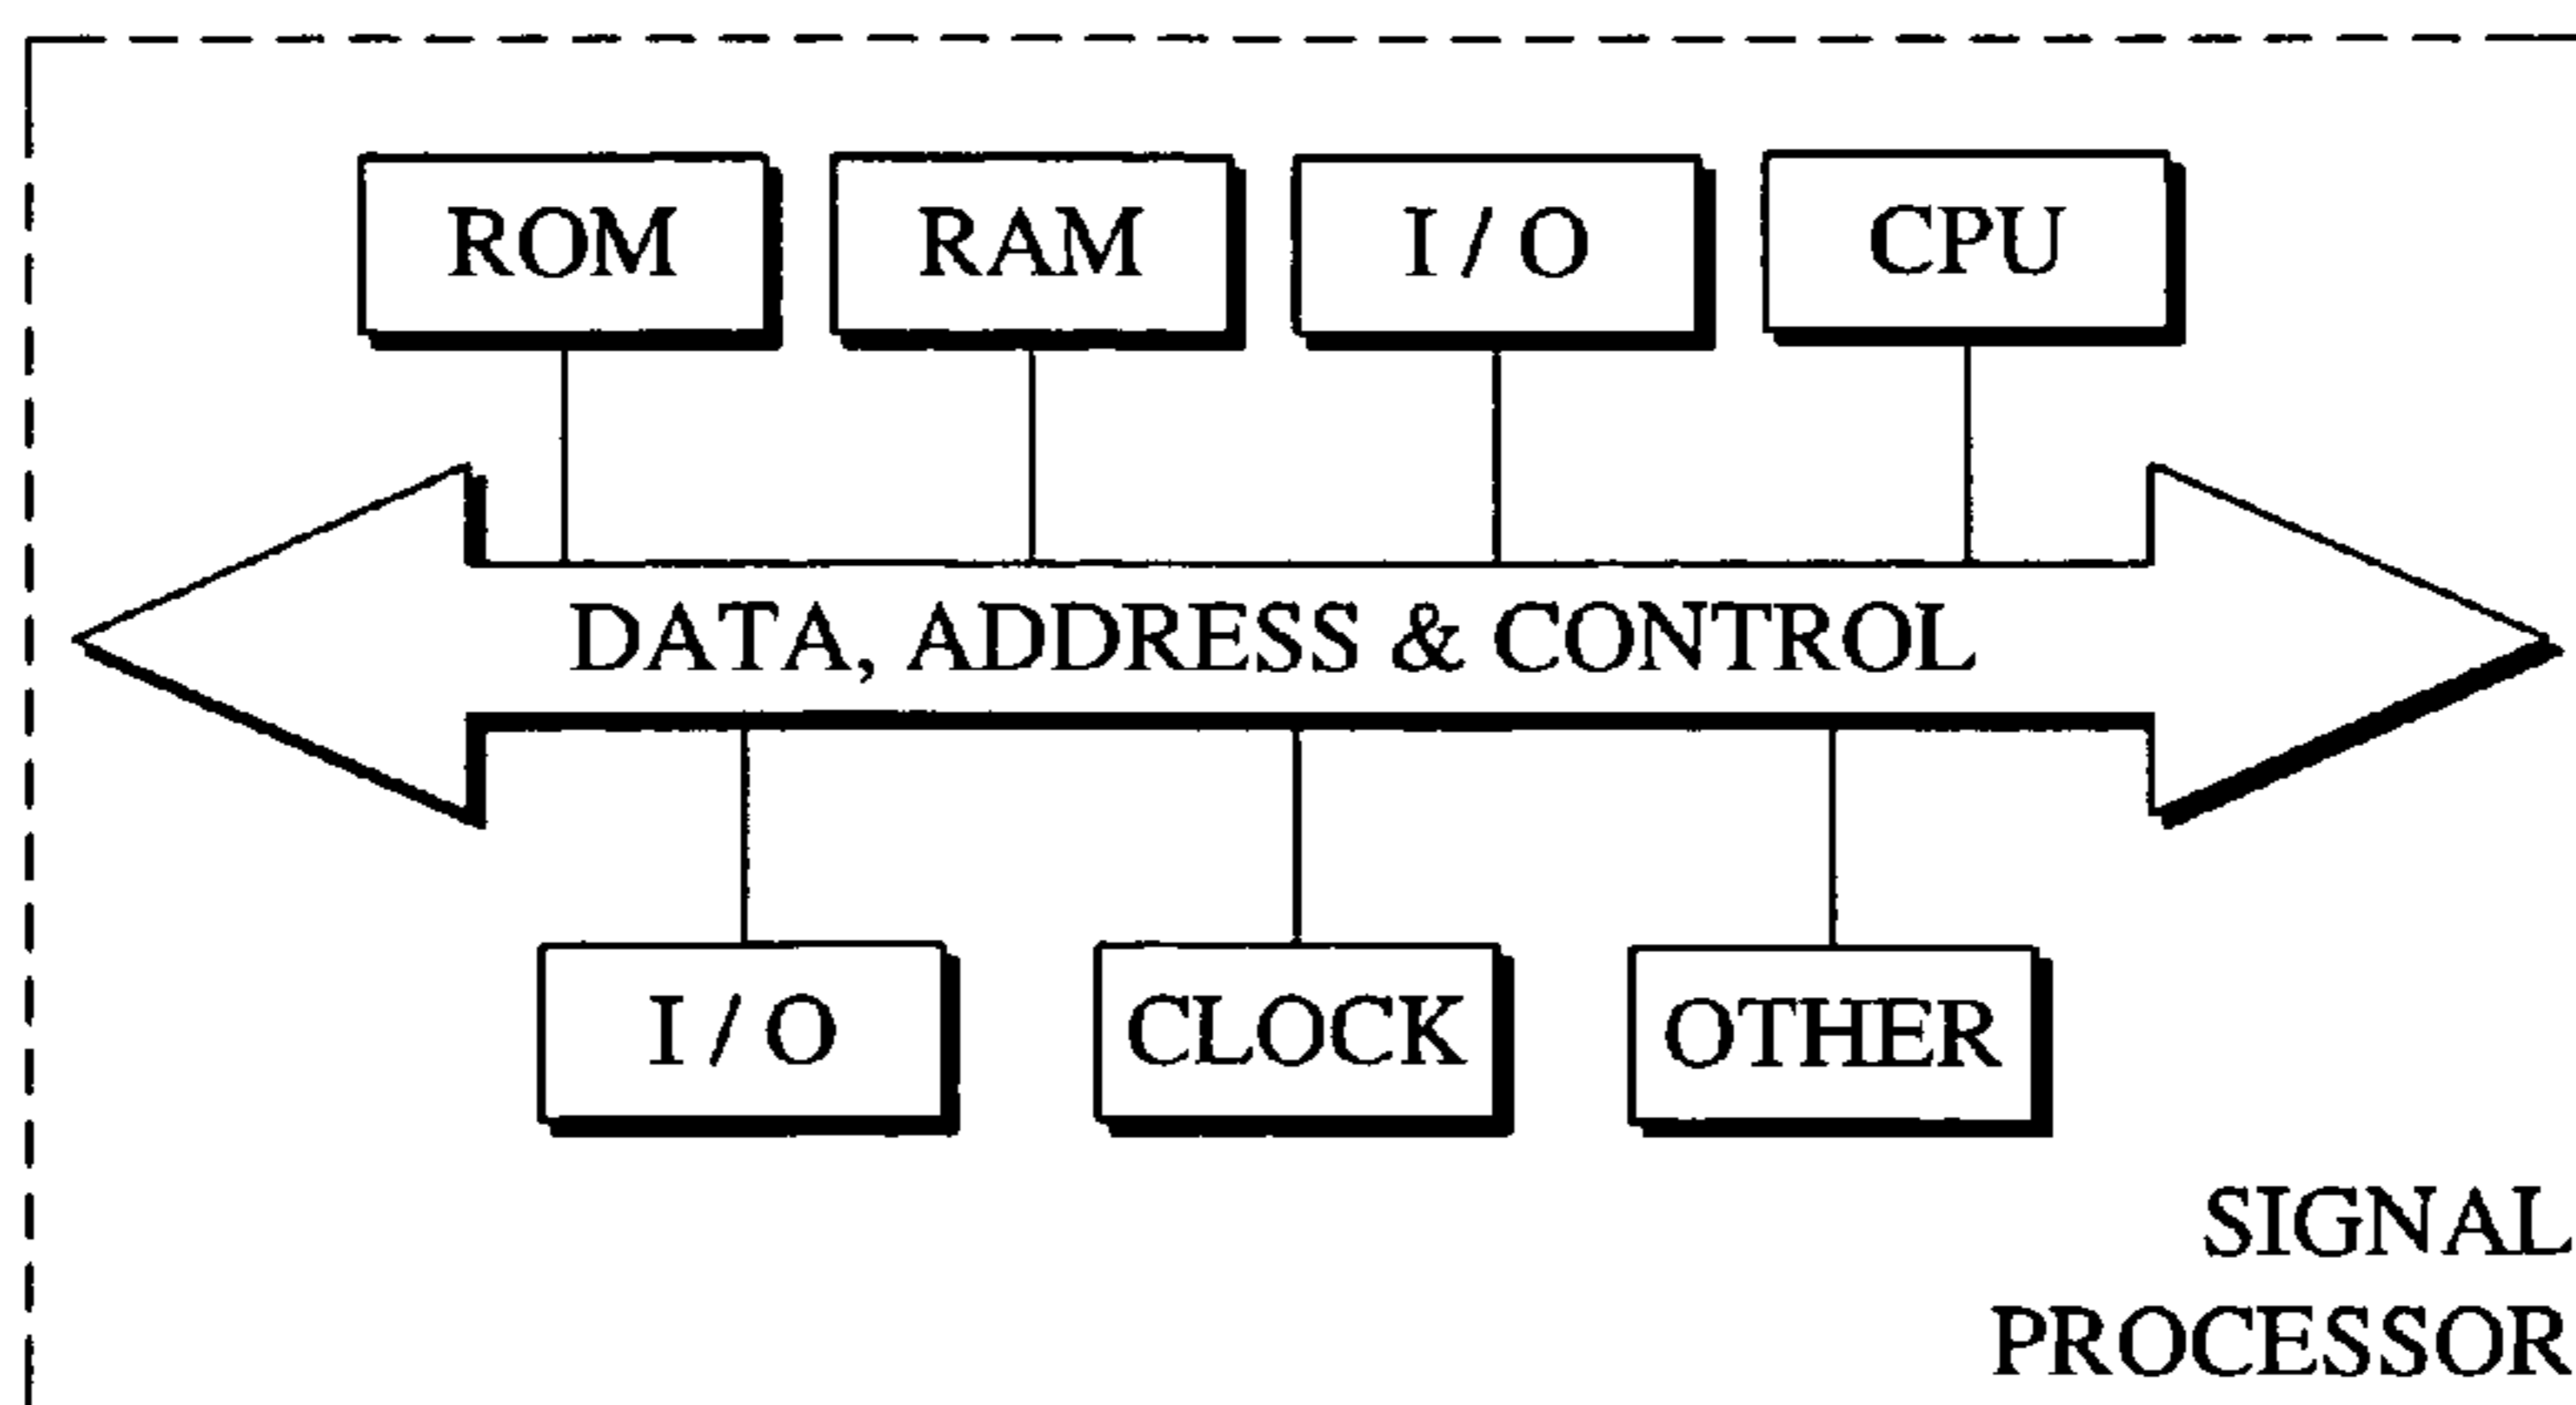 ROM
RAM
I / O
CPU
DATA, ADDRESS & CONTROL
I / O
CLOCK
OTHER
SIGNAL
PROCESSOR